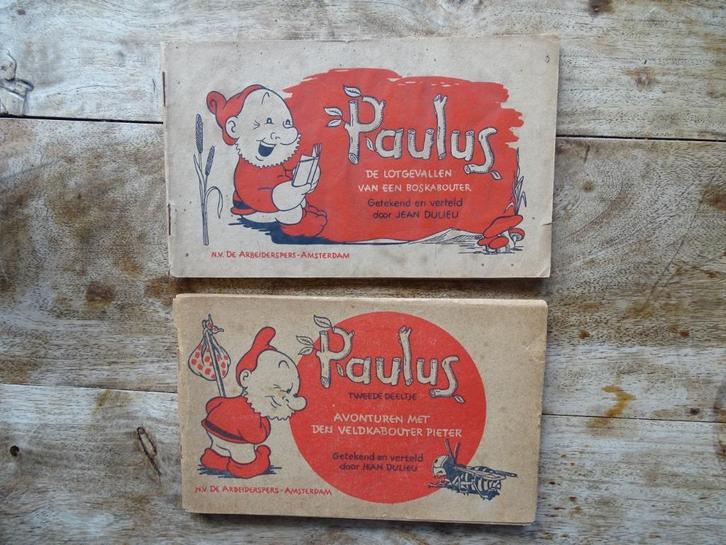 Paulus
DE LOTGEVALLEN
VAN EEN BOSKABOUTER
Getekend en verteld
door JEAN DULIEU
N.V. DE ARBEIDERSPERS-AMSTERDAM
Paulus
TWEEDE DEELTJE
AVONTUREN MET
DEN VELDKABOUTER PIETER
Getekend en verteld
door JEAN DULIEU
N.V. DE ARBEIDERSPERS-AMSTERDAM